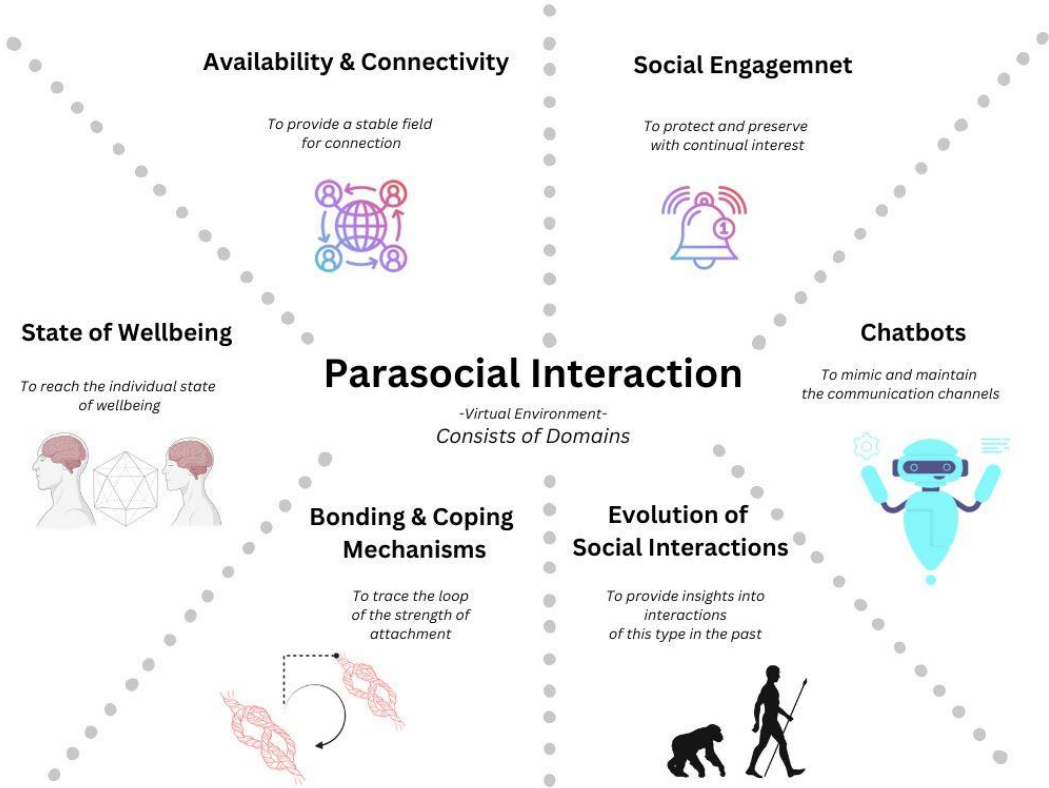 Availability & Connectivity
To provide a stable field
for connection
Social Engagemnet
To protect and preserve
with continual interest
1
State of Wellbeing
To reach the individual state
of wellbeing
Parasocial Interaction
-Virtual Environment-
Consists of Domains
Chatbots
To mimic and maintain
the communication channels
Bonding & Coping
Mechanisms
To trace the loop
of the strength of
attachment
Evolution of
Social Interactions
To provide insights into
interactions
of this type in the past